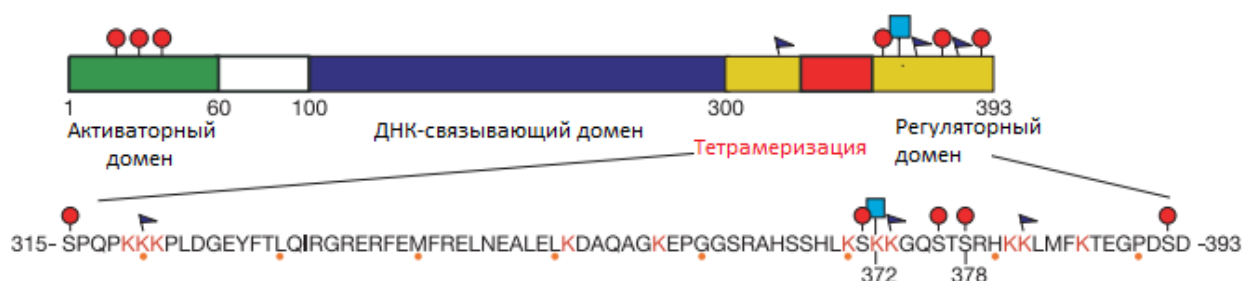 1 60 100 300 393
Активаторный домен
ДНК-связывающий домен
Тетрамеризация
Регуляторный домен
315- SPQPKKKPLDGEYFTLQIRGRERFEMFRELNEALELKDAQAGKEPGGSRAHSSHLKSKKGQSTSRHKKLMFKTEGPDSD -393
372 378